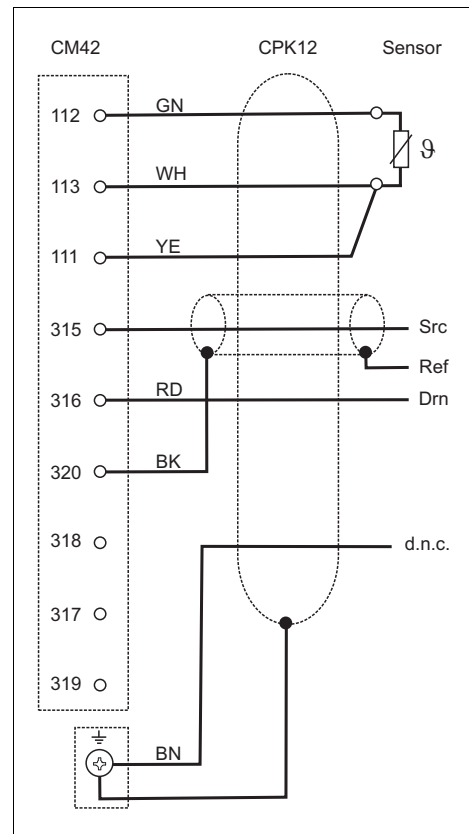 CM42 CPK12 Sensor
112 GN
ϑ
113 WH
111 YE
315 Src
Ref
316 RD Drn
320 BK
318
d.n.c.
317
319
BN